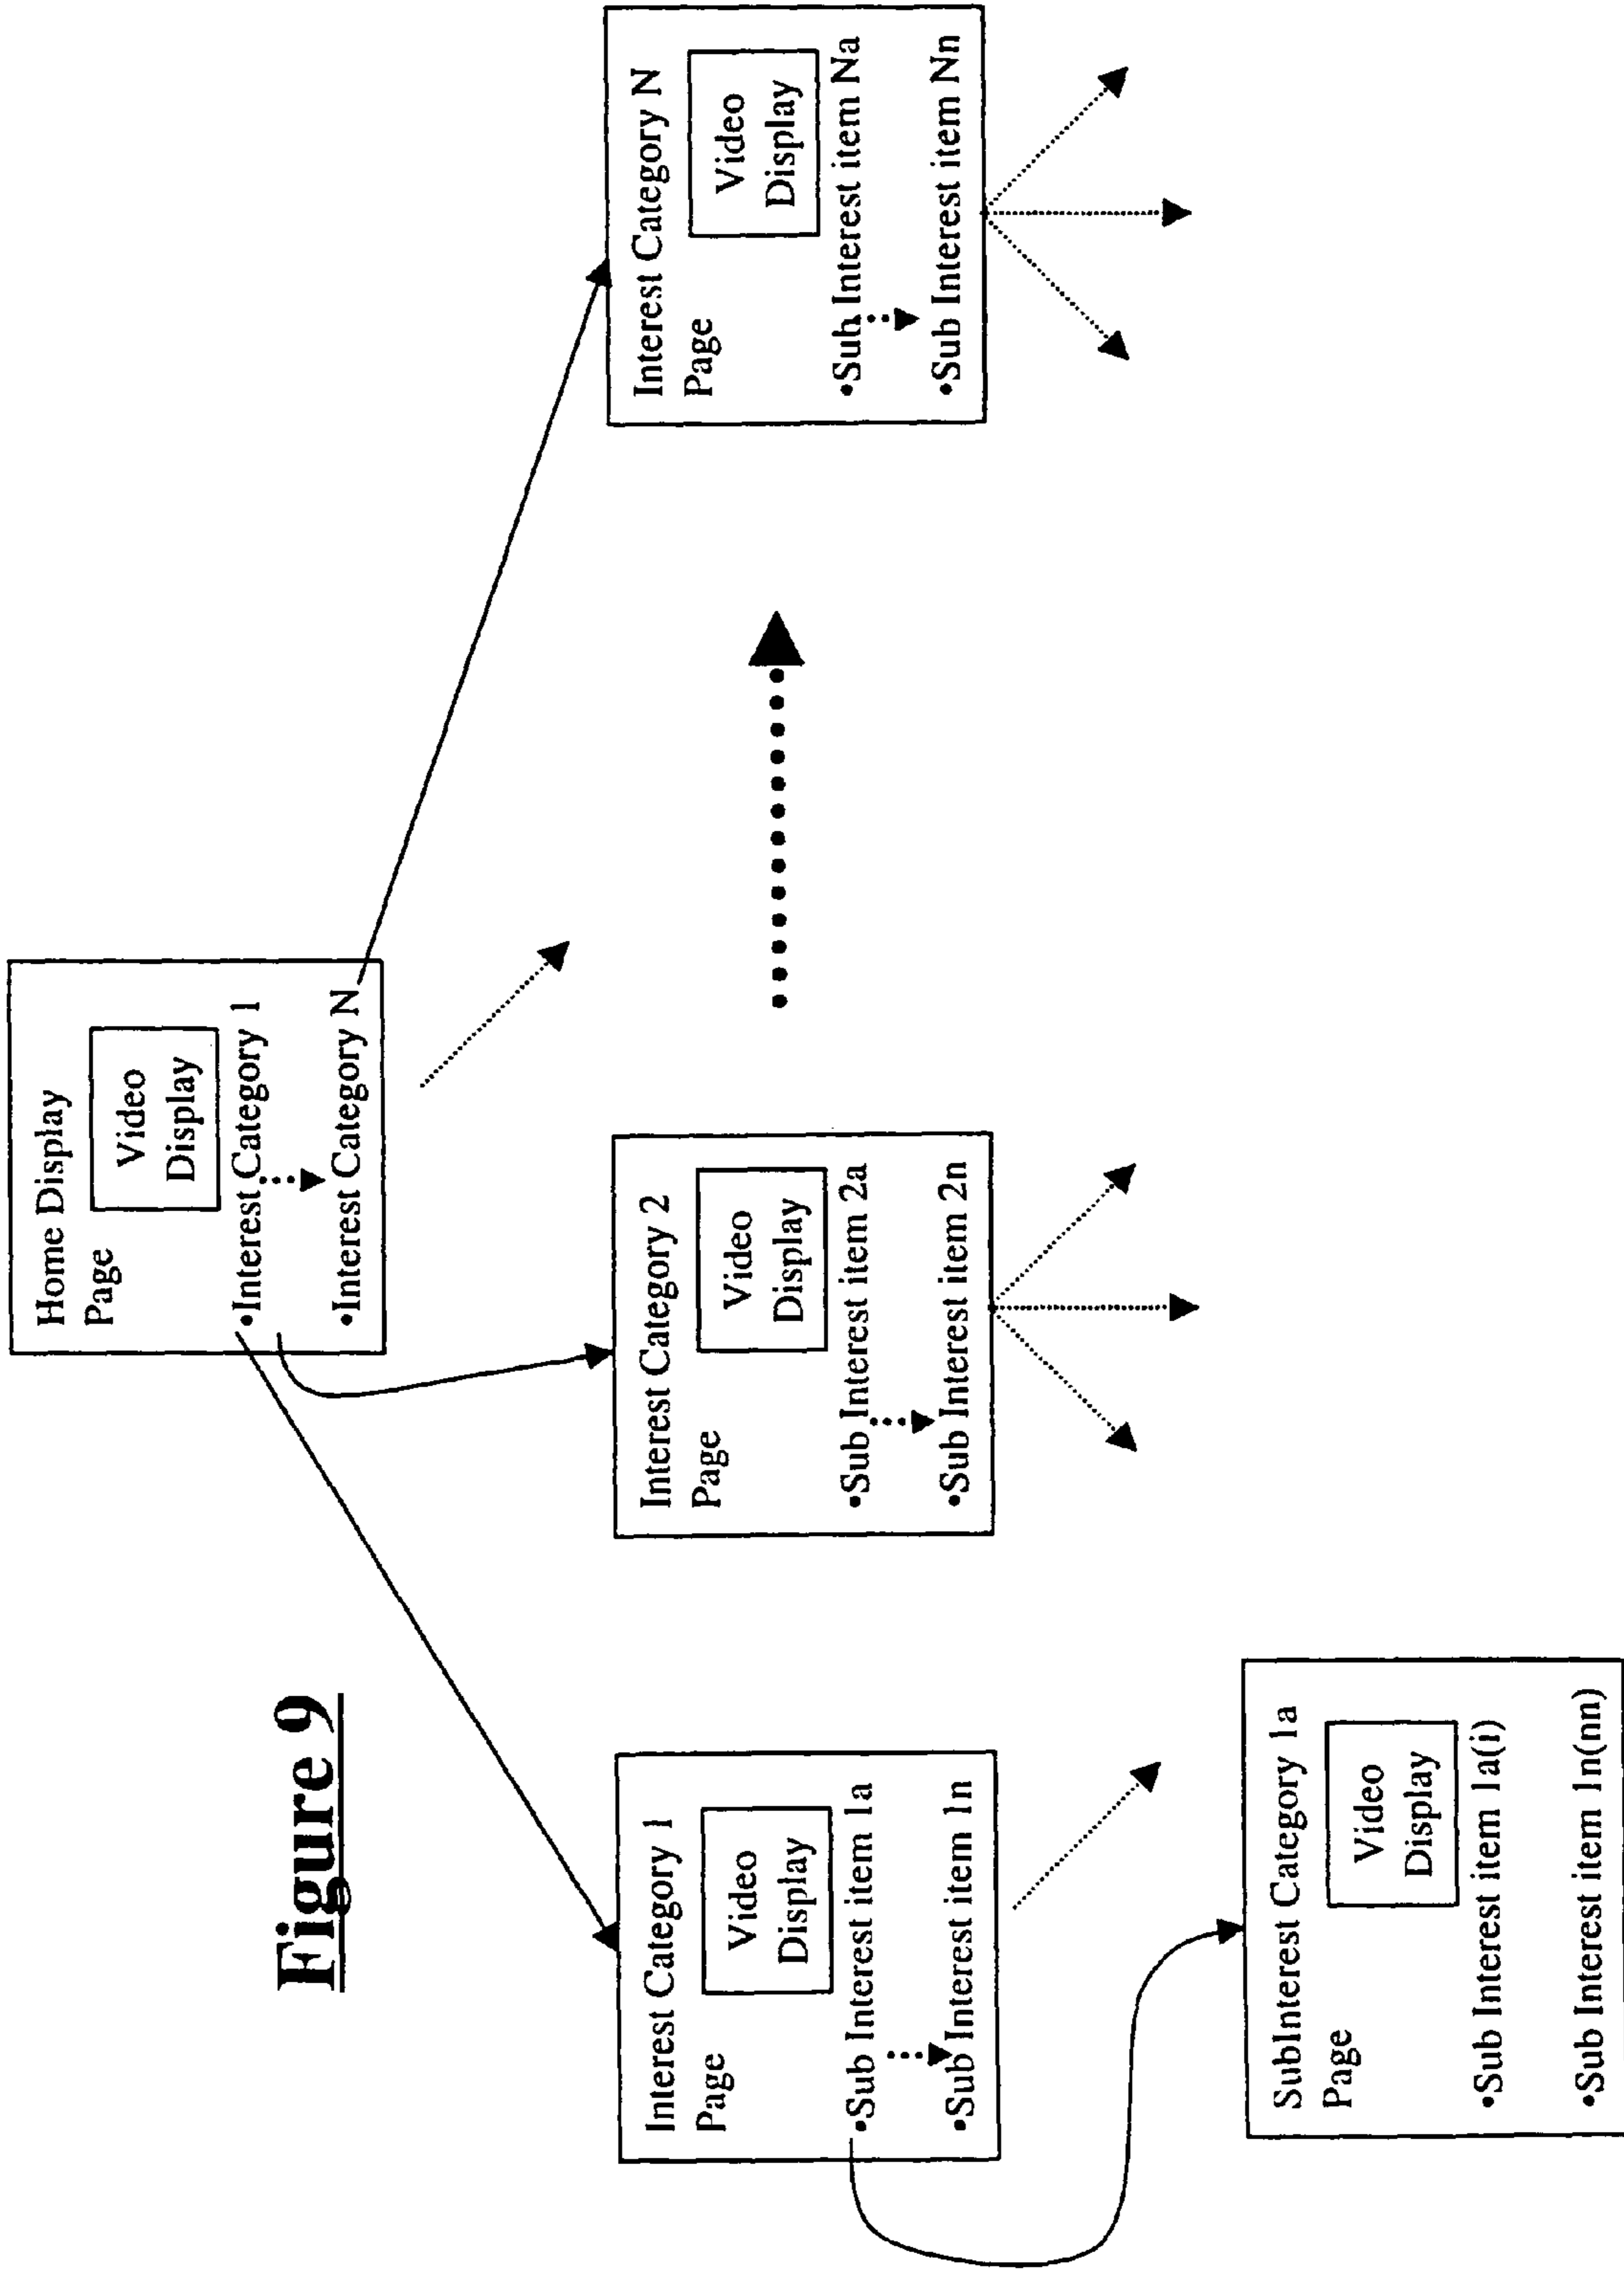 Figure 9
Home Display
Page
Video
Display
•Interest Category 1
•Interest Category N
Interest Category 1
Page
Video
Display
•Sub Interest item 1a
•Sub Interest item 1n
Interest Category 2
Page
Video
Display
•Sub Interest item 2a
•Sub Interest item 2n
Interest Category N
Page
Video
Display
•Sub Interest item Na
•Sub Interest item Nn
SubInterest Category 1a
Page
Video
Display
•Sub Interest item 1a(i)
•Sub Interest item 1n(nn)